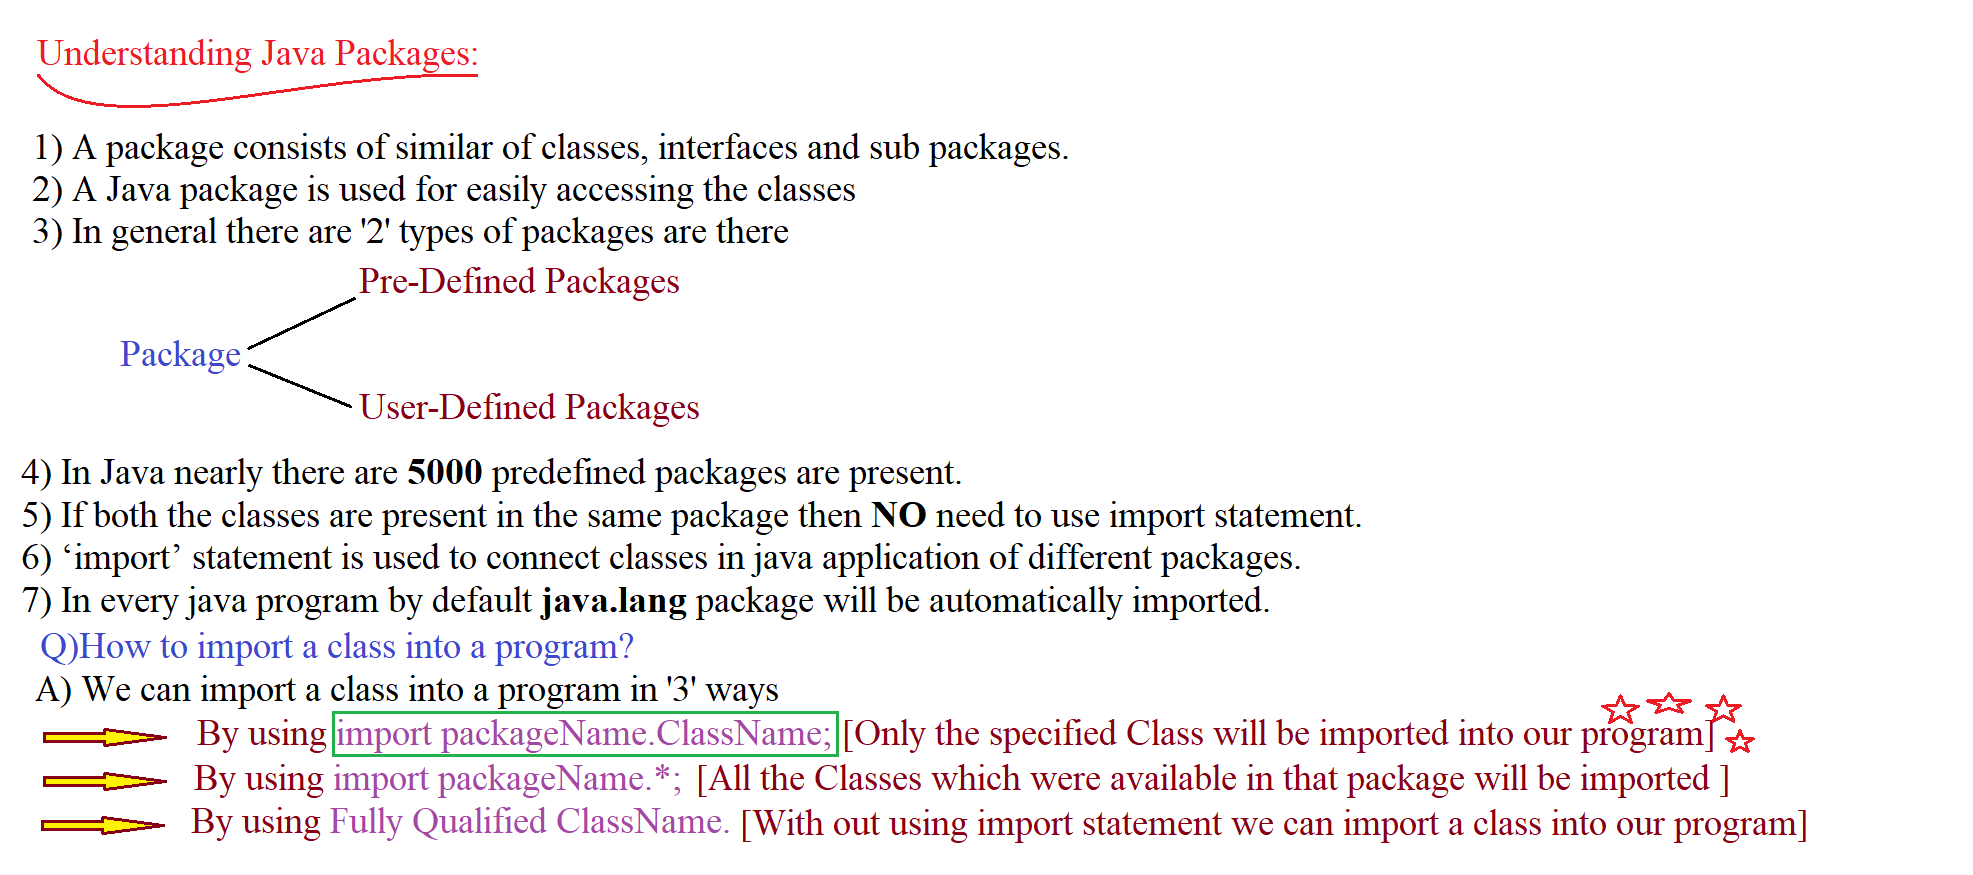 Understanding Java Packages:
1) A package consists of similar of classes, interfaces and sub packages.
2) A Java package is used for easily accessing the classes
3) In general there are '2' types of packages are there
Pre-Defined Packages
Package
User-Defined Packages
4) In Java nearly there are 5000 predefined packages are present.
5) If both the classes are present in the same package then NO need to use import statement.
6) ‘import’ statement is used to connect classes in java application of different packages.
7) In every java program by default java.lang package will be automatically imported.
Q)How to import a class into a program?
A) We can import a class into a program in '3' ways
By using import packageName.ClassName; [Only the specified Class will be imported into our program]
By using import packageName.*; [All the Classes which were available in that package will be imported ]
By using Fully Qualified ClassName. [With out using import statement we can import a class into our program]